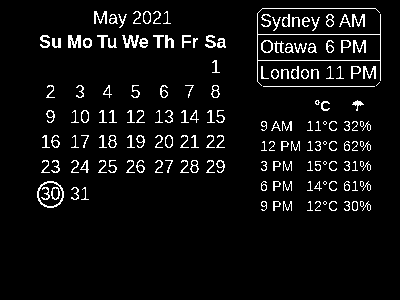 May 2021
Su Mo Tu We Th Fr Sa
1
2 3 4 5 6 7 8
9 10 11 12 13 14 15
16 17 18 19 20 21 22
23 24 25 26 27 28 29
30 31
Sydney 8 AM
Ottawa 6 PM
London 11 PM
°C ☂
9 AM 11°C 32%
12 PM 13°C 62%
3 PM 15°C 31%
6 PM 14°C 61%
9 PM 12°C 30%